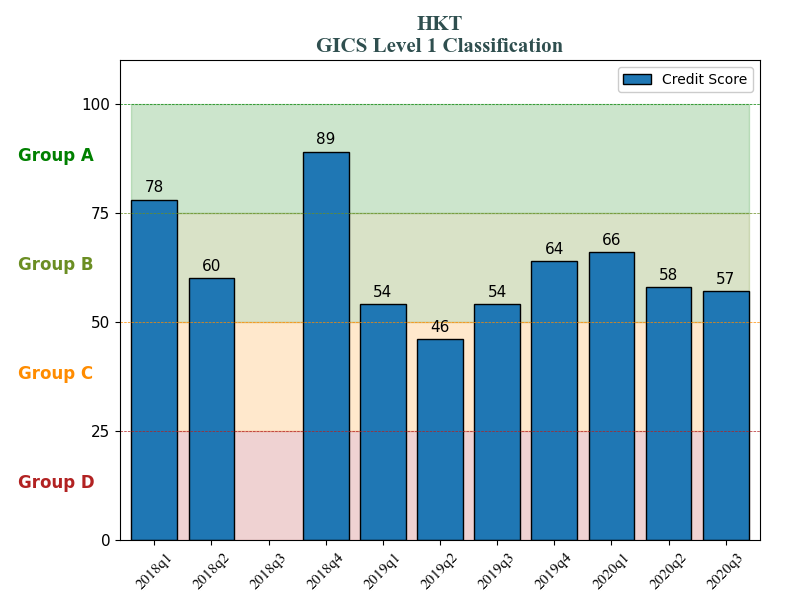 HKT
GICS Level 1 Classification
Credit Score
100
Group A
89
78
75
Group B
60
54
54
64
66
58
57
50
46
Group C
25
Group D
0
2018q1 2018q2 2018q3 2018q4 2019q1 2019q2 2019q3 2019q4 2020q1 2020q2 2020q3